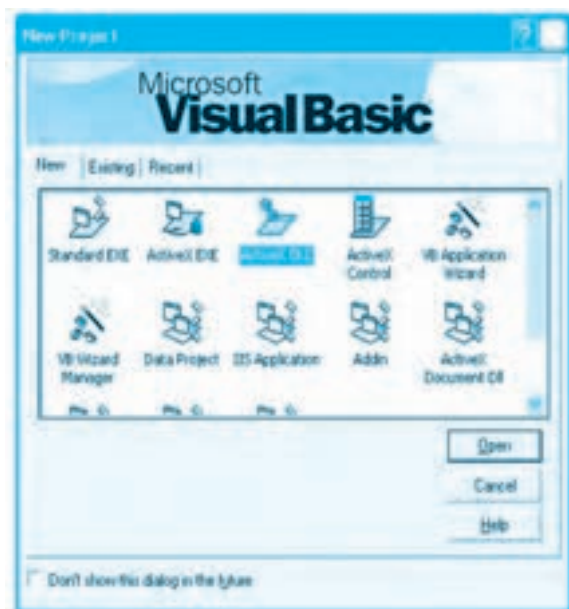 New Project
Microsoft
Visual Basic
New Existing Recent
Standard EXE ActiveX EXE ActiveX DLL ActiveX Control VB Application Wizard
VB Wizard Manager Data Project IIS Application Addin ActiveX Document Dll
Open
Cancel
Help
Don't show this dialog in the future